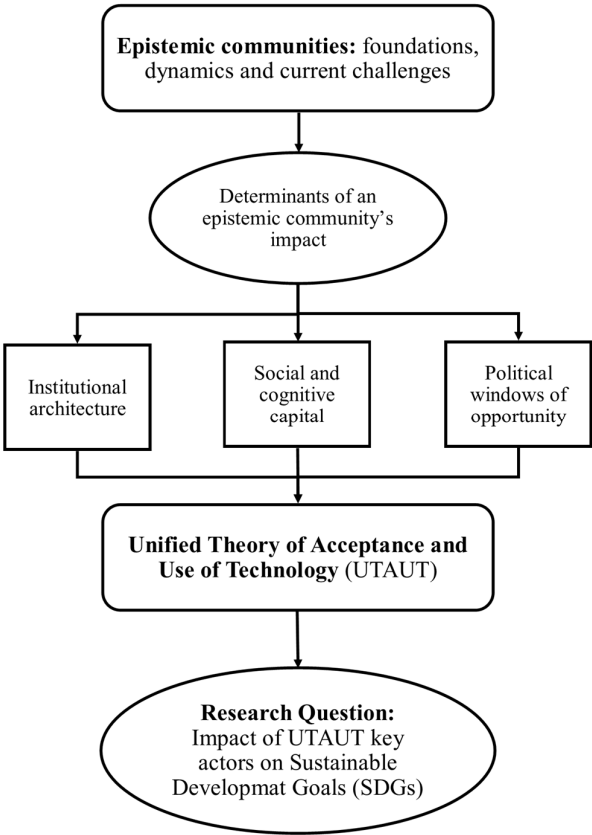 Epistemic communities: foundations,
dynamics and current challenges
Determinants of an
epistemic community's
impact
Institutional
architecture
Social and
cognitive
capital
Political
windows of
opportunity
Unified Theory of Acceptance and
Use of Technology (UTAUT)
Research Question:
Impact of UTAUT key
actors on Sustainable
Developmat Goals (SDGs)